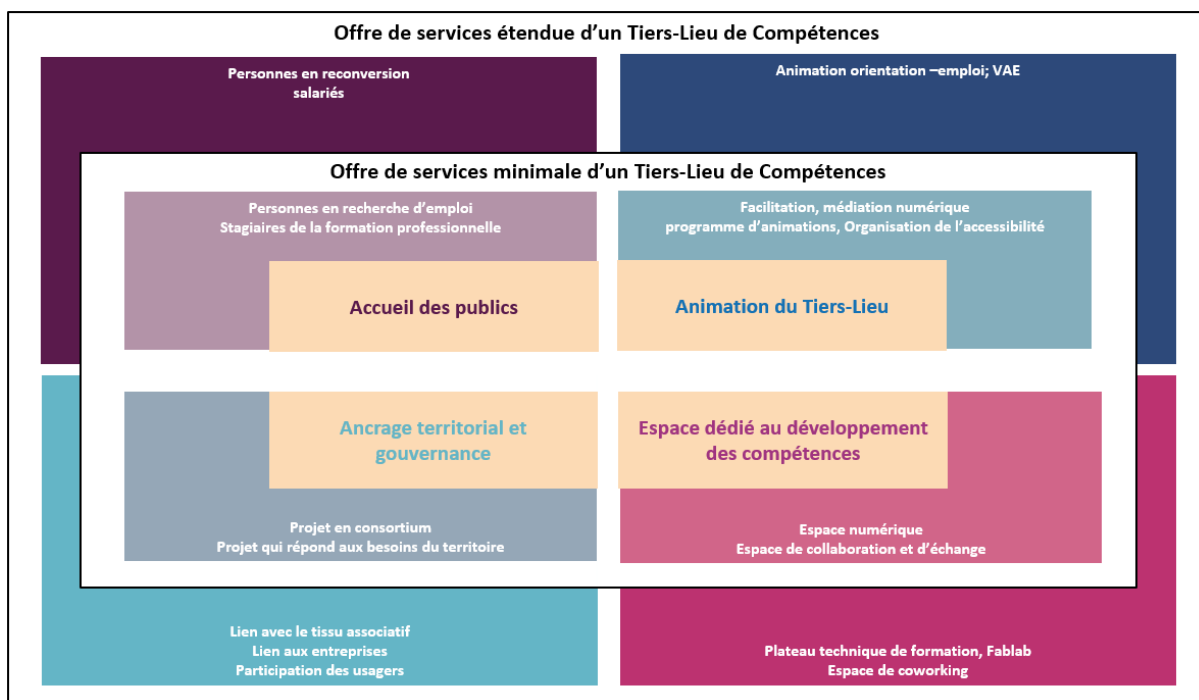 Offre de services étendue d'un Tiers-Lieu de Compétences
Personnes en reconversion
salariés
Animation orientation –emploi; VAE
Offre de services minimale d'un Tiers-Lieu de Compétences
Personnes en recherche d'emploi
Stagiaires de la formation professionnelle
Facilitation, médiation numérique
programme d'animations, Organisation de l'accessibilité
Accueil des publics
Animation du Tiers-Lieu
Ancrage territorial et
gouvernance
Espace dédié au développement
des compétences
Projet en consortium
Projet qui répond aux besoins du territoire
Espace numérique
Espace de collaboration et d'échange
Lien avec le tissu associatif
Lien aux entreprises
Participation des usagers
Plateau technique de formation, Fablab
Espace de coworking